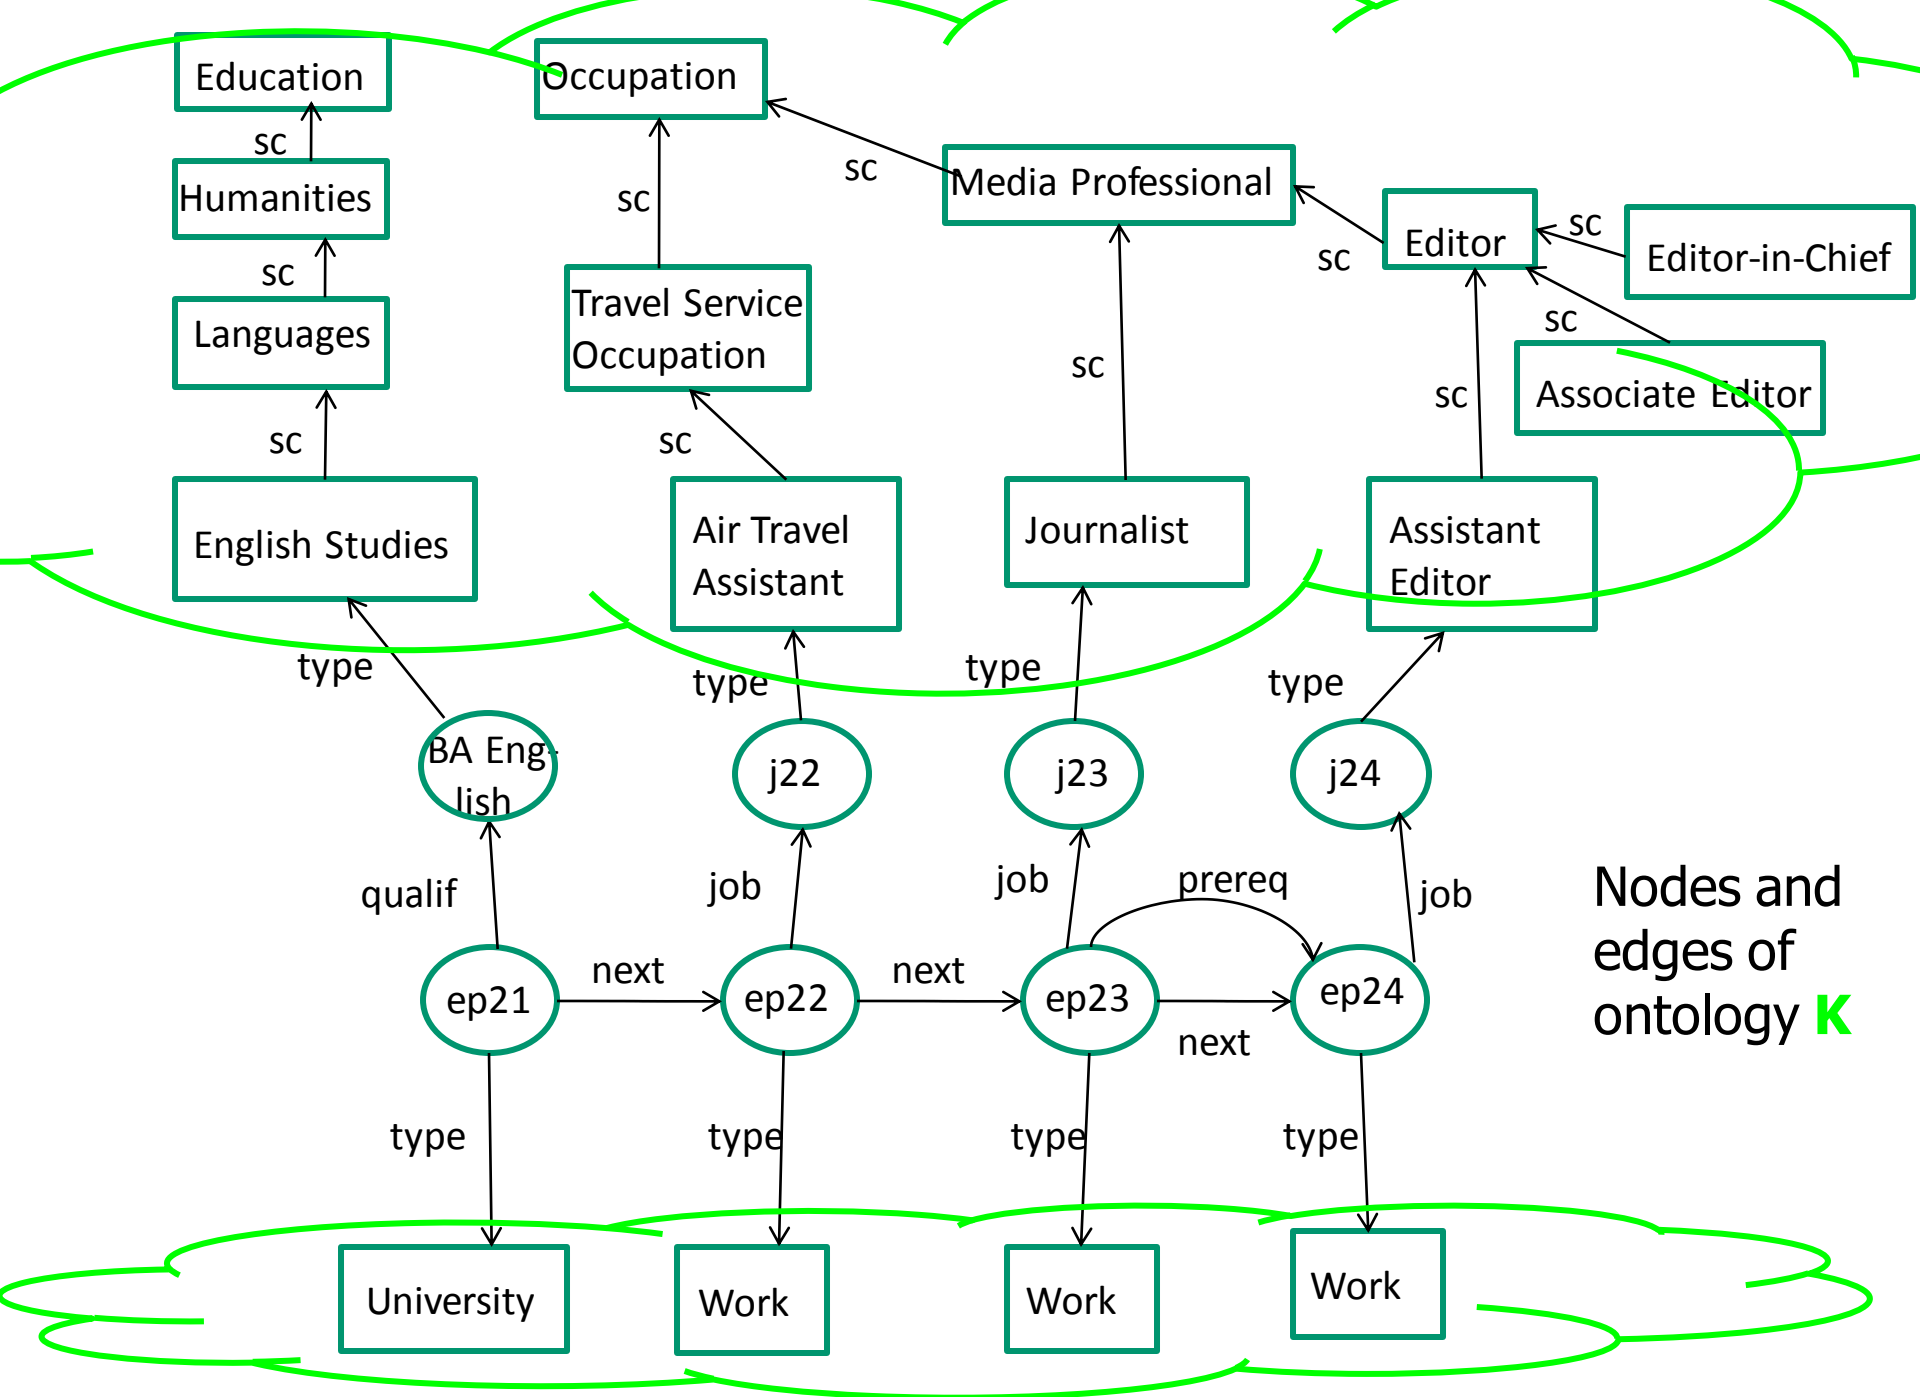 Education
Occupation
sc
sc
Media Professional
Humanities
sc
Editor
sc
sc
Editor-in-Chief
sc
Travel Service
Occupation
Languages
sc
sc
Associate Editor
sc
sc
sc
English Studies
Air Travel
Assistant
Journalist
Assistant
Editor
type
type
type
type
BA Eng-
lish
j22
j23
j24
qualif
job
job
prereq
job
Nodes and
edges of
ontology K
ep21
next
ep22
next
ep23
next
ep24
type
type
type
type
University
Work
Work
Work